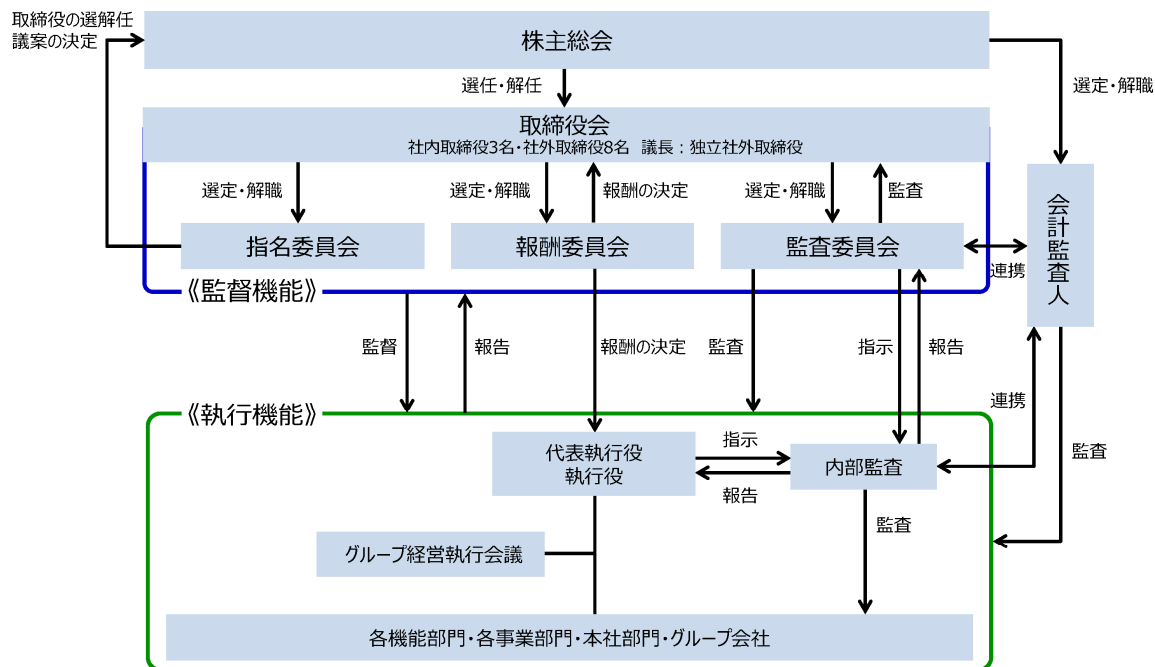 取締役の選解任
議案の決定
株主総会
選任・解任
選定・解職
取締役会
社内取締役3名・社外取締役8名　議長：独立社外取締役
選定・解職
選定・解職
報酬の決定
選定・解職
監査
会計監査人
指名委員会
報酬委員会
監査委員会
連携
《監督機能》
監督
報告
報酬の決定
監査
指示
報告
連携
監査
《執行機能》
代表執行役
執行役
指示
報告
内部監査
監査
グループ経営執行会議
各機能部門・各事業部門・本社部門・グループ会社